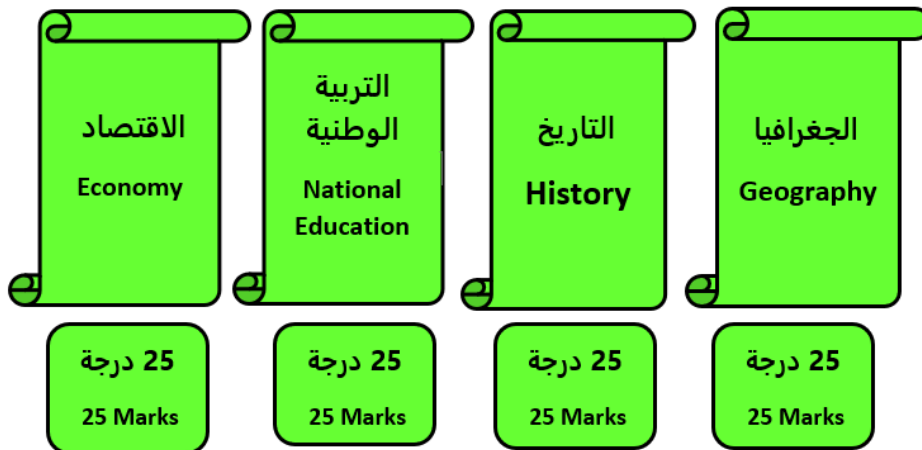 الجغرافيا
Geography
25 درجة
25 Marks
التاريخ
History
25 درجة
25 Marks
التربية
الوطنية
National
Education
25 درجة
25 Marks
الاقتصاد
Economy
25 درجة
25 Marks